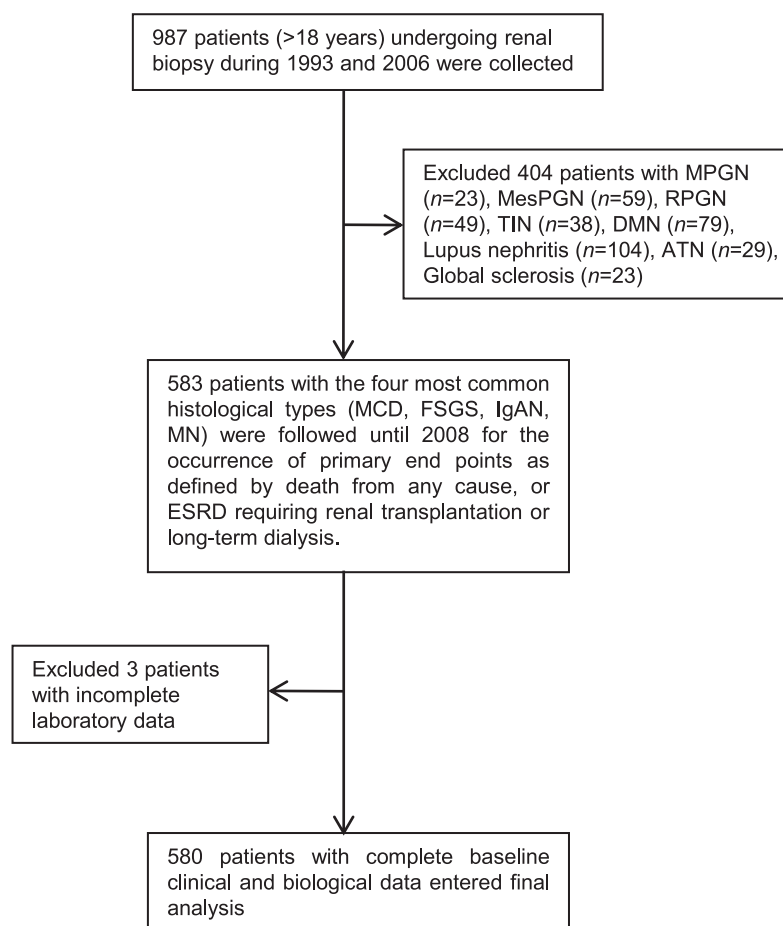 987 patients (>18 years) undergoing renal
biopsy during 1993 and 2006 were collected
Excluded 404 patients with MPGN
(n=23), MesPGN (n=59), RPGN
(n=49), TIN (n=38), DMN (n=79),
Lupus nephritis (n=104), ATN (n=29),
Global sclerosis (n=23)
583 patients with the four most common
histological types (MCD, FSGS, IgAN,
MN) were followed until 2008 for the
occurrence of primary end points as
defined by death from any cause, or
ESRD requiring renal transplantation or
long-term dialysis.
Excluded 3 patients
with incomplete
laboratory data
580 patients with complete baseline
clinical and biological data entered final
analysis